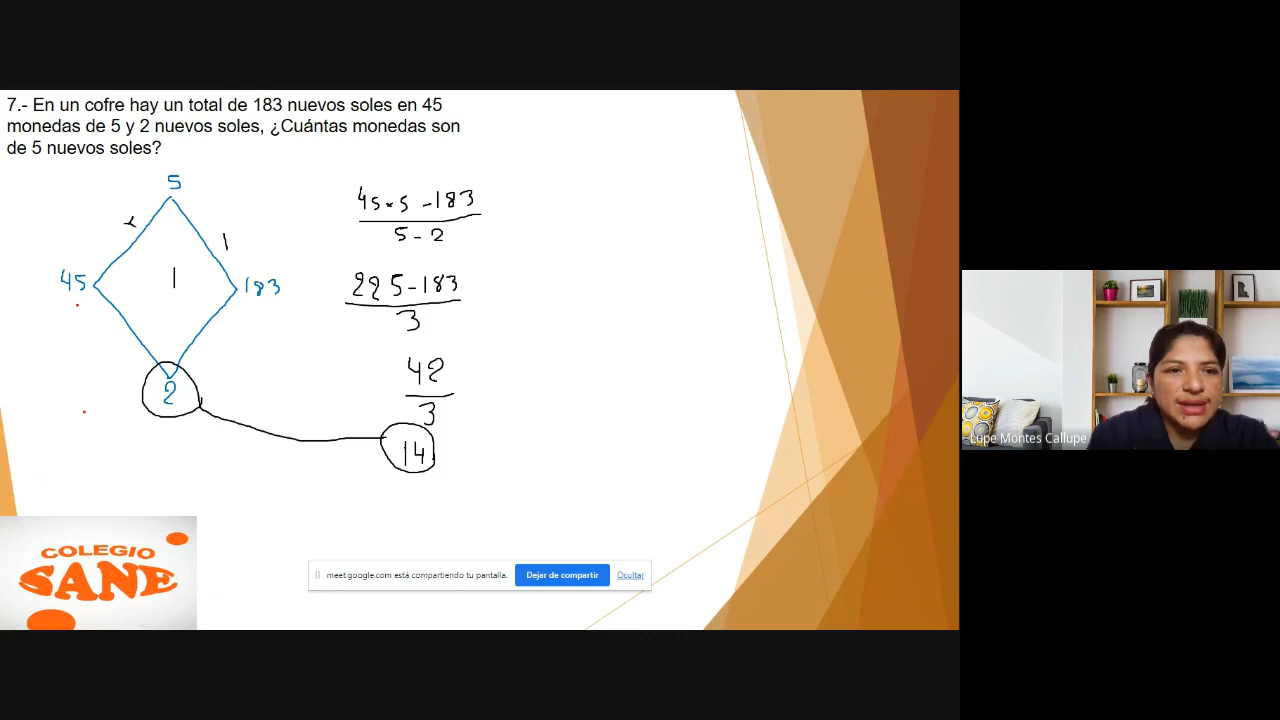 7.- En un cofre hay un total de 183 nuevos soles en 45
monedas de 5 y 2 nuevos soles, ¿Cuántas monedas son
de 5 nuevos soles?
5
x
1
45
1
183
2
45 × 5 - 183
5 - 2
225 - 183
3
42
3
14
COLEGIO
SANE
meet.google.com está compartiendo tu pantalla.
Dejar de compartir
Ocultar
Lupe Montes Callupe